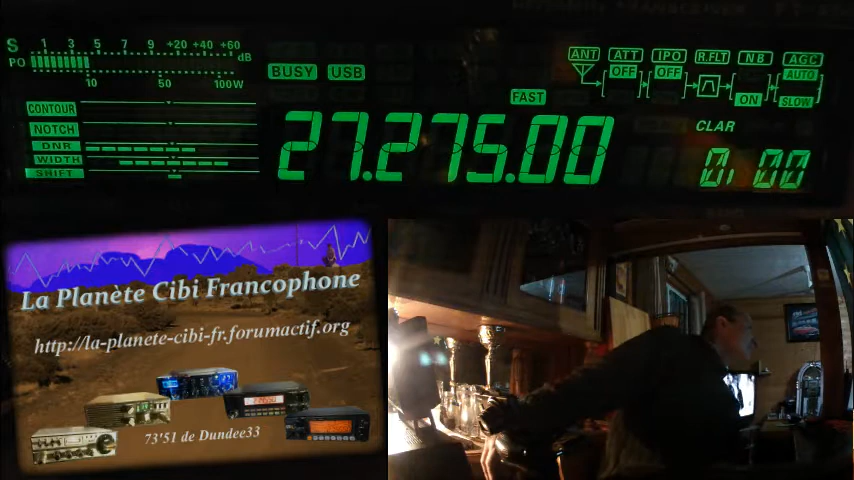 S 1 3 5 7 9 +20 +40 +60 dB
PO 10 50 100W
BUSY USB
ANT ATT IPO R.FLT NB AGC
OFF OFF AUTO
ON SLOW
FAST
CONTOUR
NOTCH
DNR
WIDTH
SHIFT
27.275.00
CLAR
0.00
La Planète Cibi Francophone
http://la-planete-cibi-fr.forumactif.org
73'51 de Dundee33